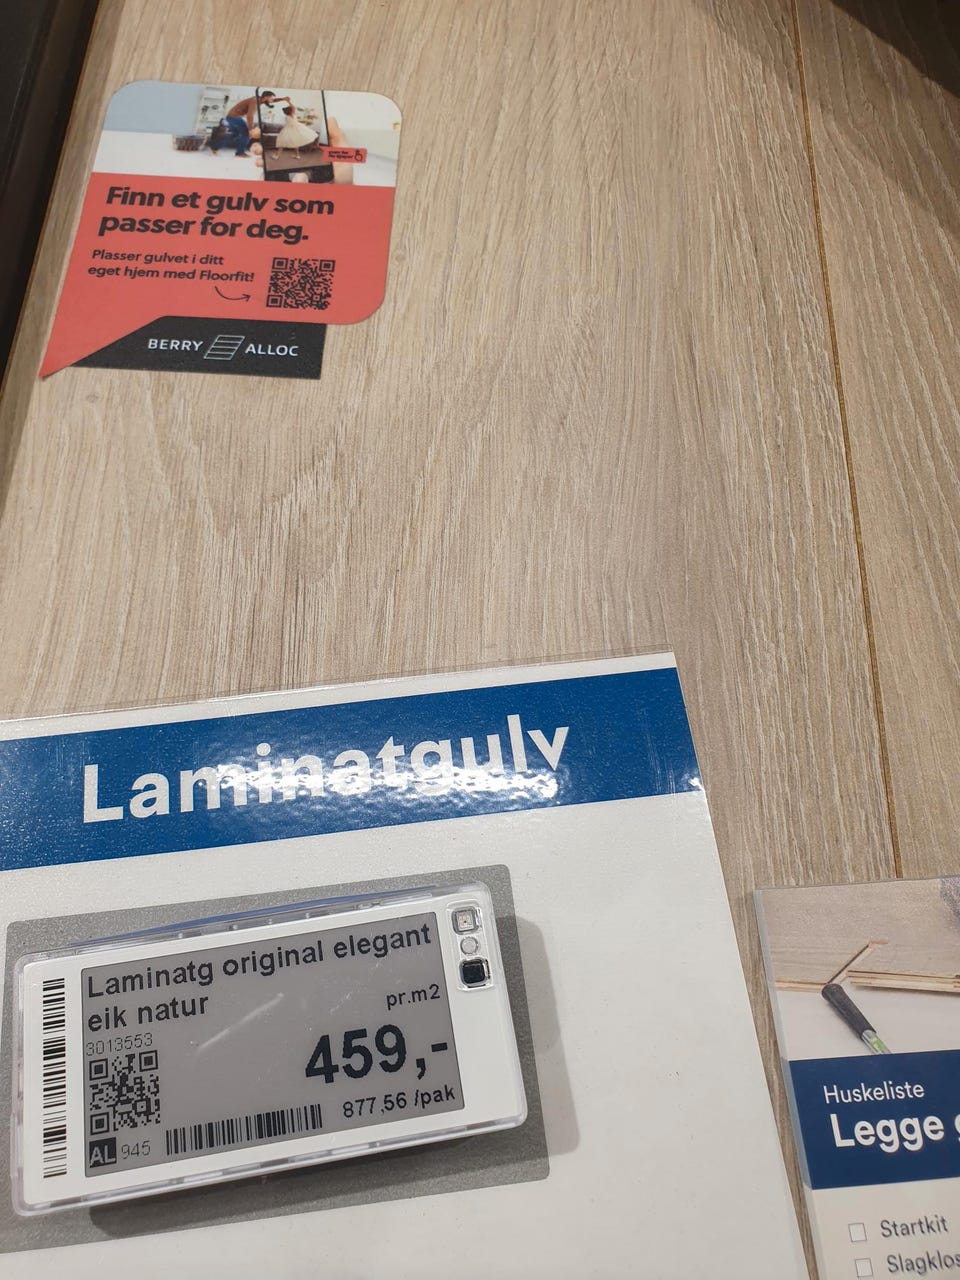 Finn et gulv som
passer for deg.
Plasser gulvet i ditt
eget hjem med Floorfit!
BERRY ALLOC
Laminatgulv
Laminatg original elegant
eik natur
pr.m2
3013553
459,-
877,56 /pak
AL 945
Huskeliste
Legge
Startkit